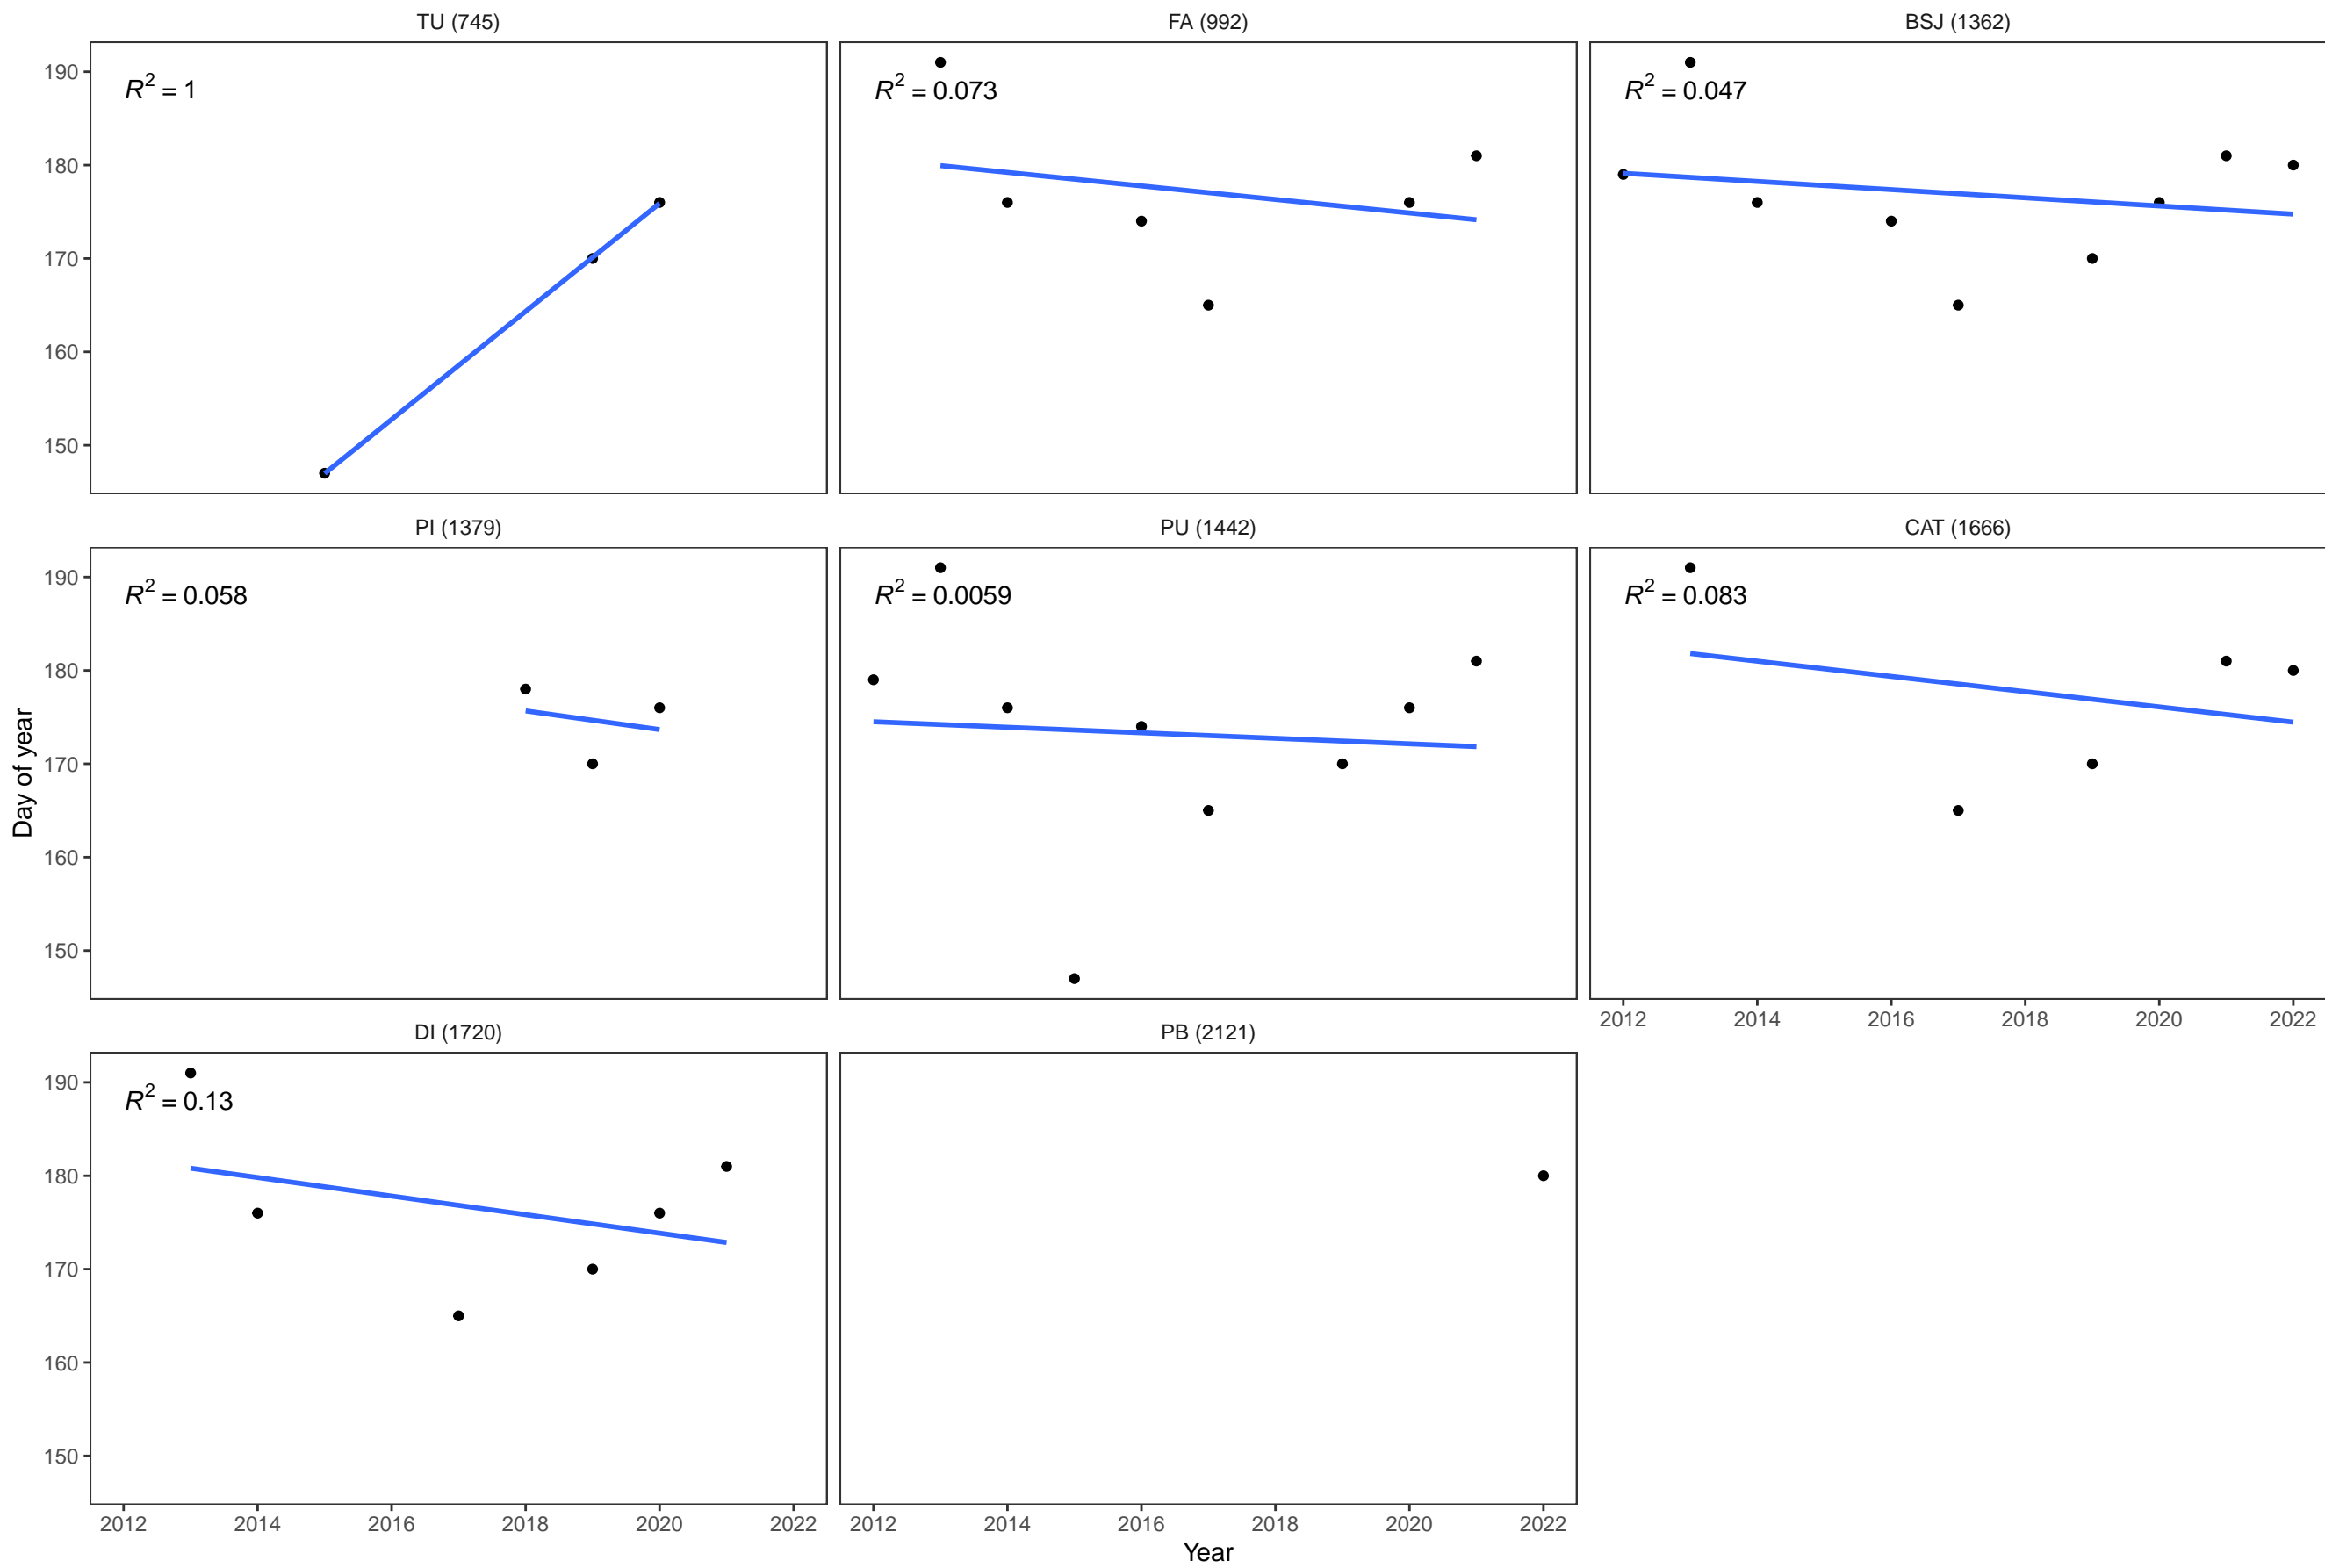 TU (745)
FA (992)
BSJ (1362)
190
180
170
160
150
R² = 1
R² = 0.073
R² = 0.047
PI (1379)
PU (1442)
CAT (1666)
190
180
170
160
150
R² = 0.058
R² = 0.0059
R² = 0.083
2012 2014 2016 2018 2020 2022
Day of year
DI (1720)
PB (2121)
190
180
170
160
150
R² = 0.13
2012 2014 2016 2018 2020 2022
2012 2014 2016 2018 2020 2022
Year